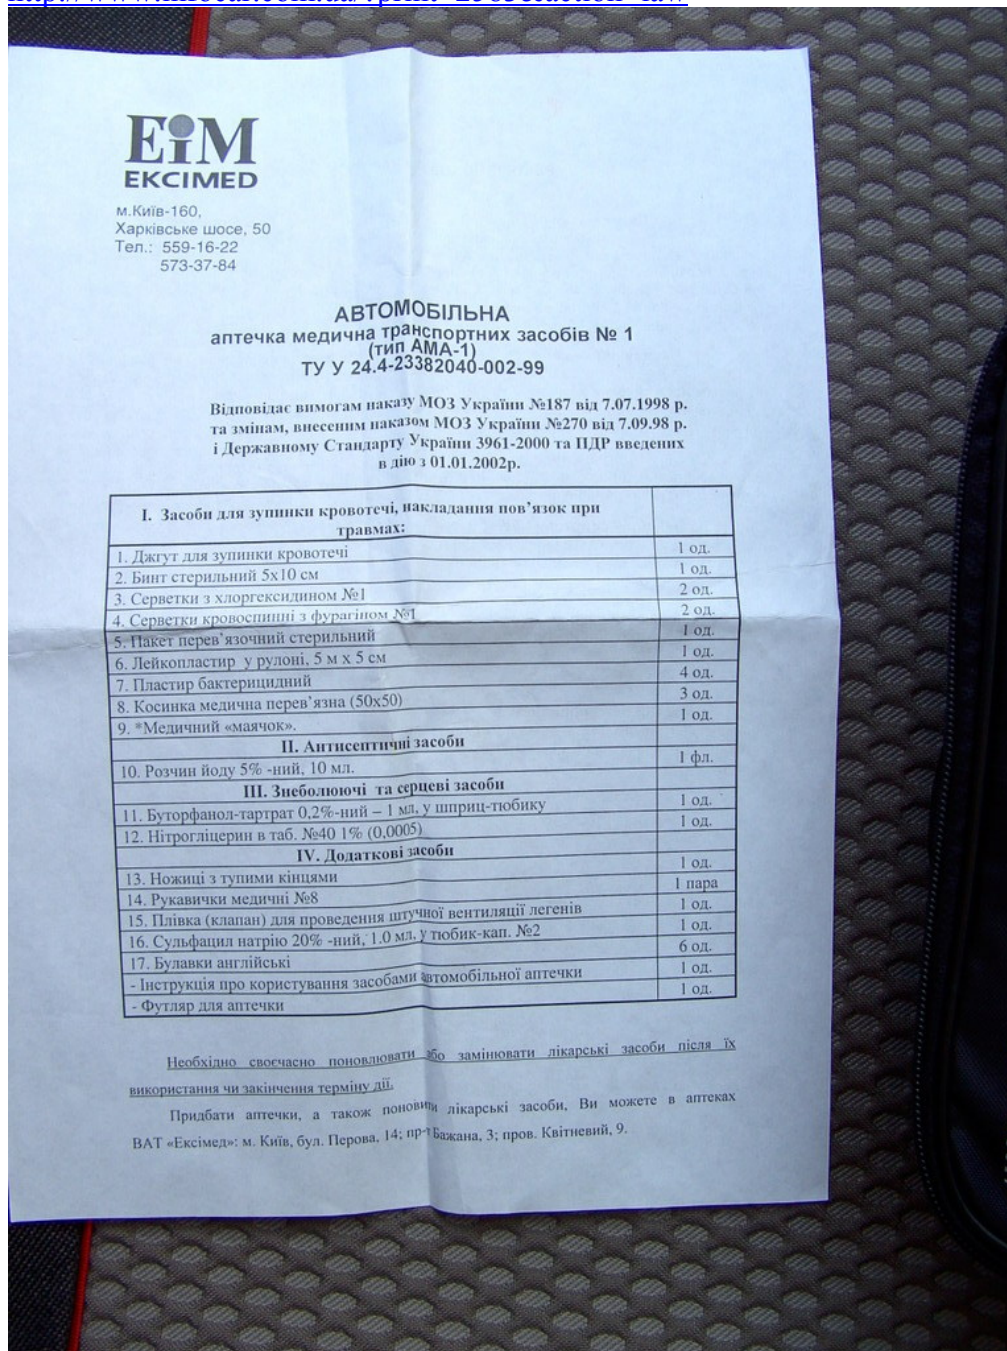 EiM
ЕКСІМЕД
м.Київ-160,
Харківське шосе, 50
Тел.: 559-16-22
573-37-84
АВТОМОБІЛЬНА
аптечка медична транспортних засобів № 1
(тип АМА-1)
ТУ У 24.4-23382040-002-99
Відповідає вимогам наказу МОЗ України №187 від 7.07.1998 р.
та змінам, внесеним наказом МОЗ України №270 від 7.09.98 р.
і Державному Стандарту України 3961-2000 та ПДР введених
в дію з 01.01.2002р.
І. Засоби для зупинки кровотечі, накладання пов’язок при
травмах:
1. Джгут для зупинки кровотечі 1 од.
2. Бинт стерильний 5х10 см 1 од.
3. Серветки з хлоргексидином №1 2 од.
4. Серветки кровоспинні з фурагіном №1 2 од.
5. Пакет перев’язочний стерильний 1 од.
6. Лейкопластир у рулоні, 5 м х 5 см 1 од.
7. Пластир бактерицидний 4 од.
8. Косинка медична перев’язна (50х50) 3 од.
9. *Медичний «маячок». 1 од.
ІІ. Антисептичні засоби
10. Розчин йоду 5% -ний, 10 мл. 1 фл.
ІІІ. Знеболюючі та серцеві засоби
11. Буторфанол-тартрат 0,2%-ний – 1 мл, у шприц-тюбику 1 од.
12. Нітрогліцерин в таб. №40 1% (0,0005) 1 од.
IV. Додаткові засоби
13. Ножиці з тупими кінцями 1 од.
14. Рукавички медичні №8 1 пара
15. Плівка (клапан) для проведення штучної вентиляції легенів 1 од.
16. Сульфацил натрію 20% -ний, 1.0 мл, у тюбик-кап. №2 1 од.
17. Булавки англійські 6 од.
- Інструкція про користування засобами автомобільної аптечки 1 од.
- Футляр для аптечки 1 од.
Необхідно своєчасно поновлювати або замінювати лікарські засоби після їх
використання чи закінчення терміну дії.
Придбати аптечки, а також поновити лікарські засоби, Ви можете в аптеках
ВАТ «Ексімед»: м. Київ, бул. Перова, 14; пр-т Бажана, 3; пров. Квітневий, 9.